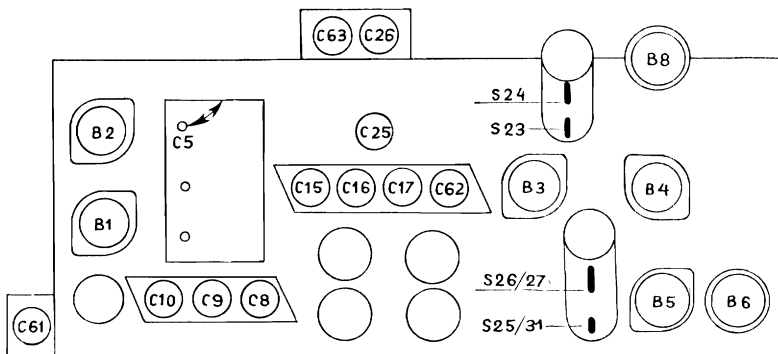 C63 C26
B8
S24
B2
S23
C5
C25
C15 C16 C17 C62
B3
B4
B1
S26/27
C10 C9 C8
B5 B6
C61
S25/31